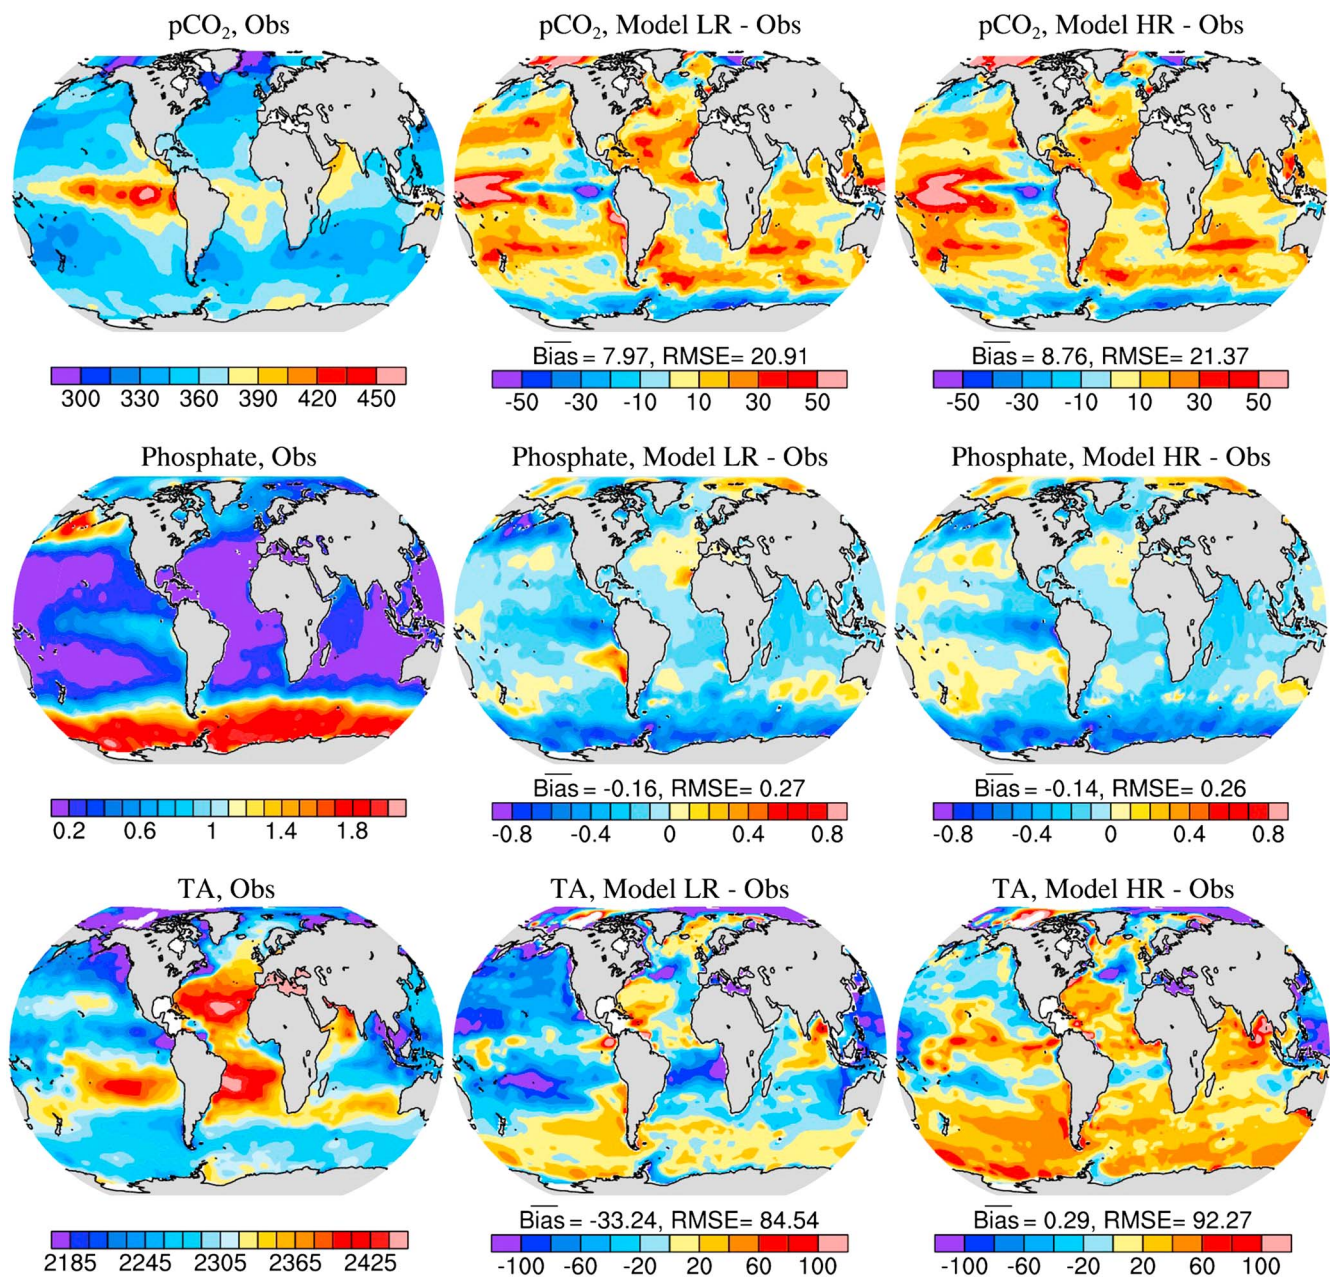 pCO₂, Obs
pCO₂, Model LR - Obs
pCO₂, Model HR - Obs
Bias = 7.97, RMSE= 20.91
Bias = 8.76, RMSE= 21.37
300 330 360 390 420 450
-50 -30 -10 10 30 50
-50 -30 -10 10 30 50
Phosphate, Obs
Phosphate, Model LR - Obs
Phosphate, Model HR - Obs
Bias = -0.16, RMSE= 0.27
Bias = -0.14, RMSE= 0.26
0.2 0.6 1 1.4 1.8
-0.8 -0.4 0 0.4 0.8
-0.8 -0.4 0 0.4 0.8
TA, Obs
TA, Model LR - Obs
TA, Model HR - Obs
Bias = -33.24, RMSE= 84.54
Bias = 0.29, RMSE= 92.27
2185 2245 2305 2365 2425
-100 -60 -20 20 60 100
-100 -60 -20 20 60 100